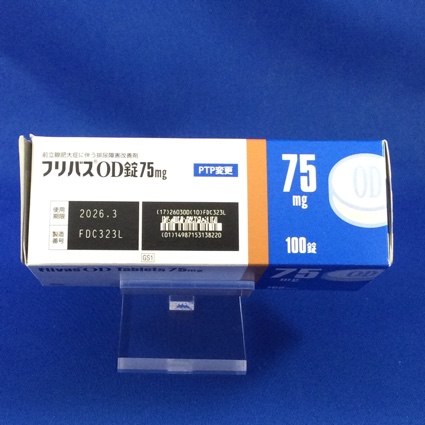 前立腺肥大症に伴う排尿障害改善剤
フリバス®OD錠75mg
PTP変更
使用期限 2026.3
製造番号 FDC323L
(17)260300(10)FDC323L
(01)14987153138220
GS1
75
mg
100錠
OD
Flivas® OD Tablets 75mg
75
mg
100
OD